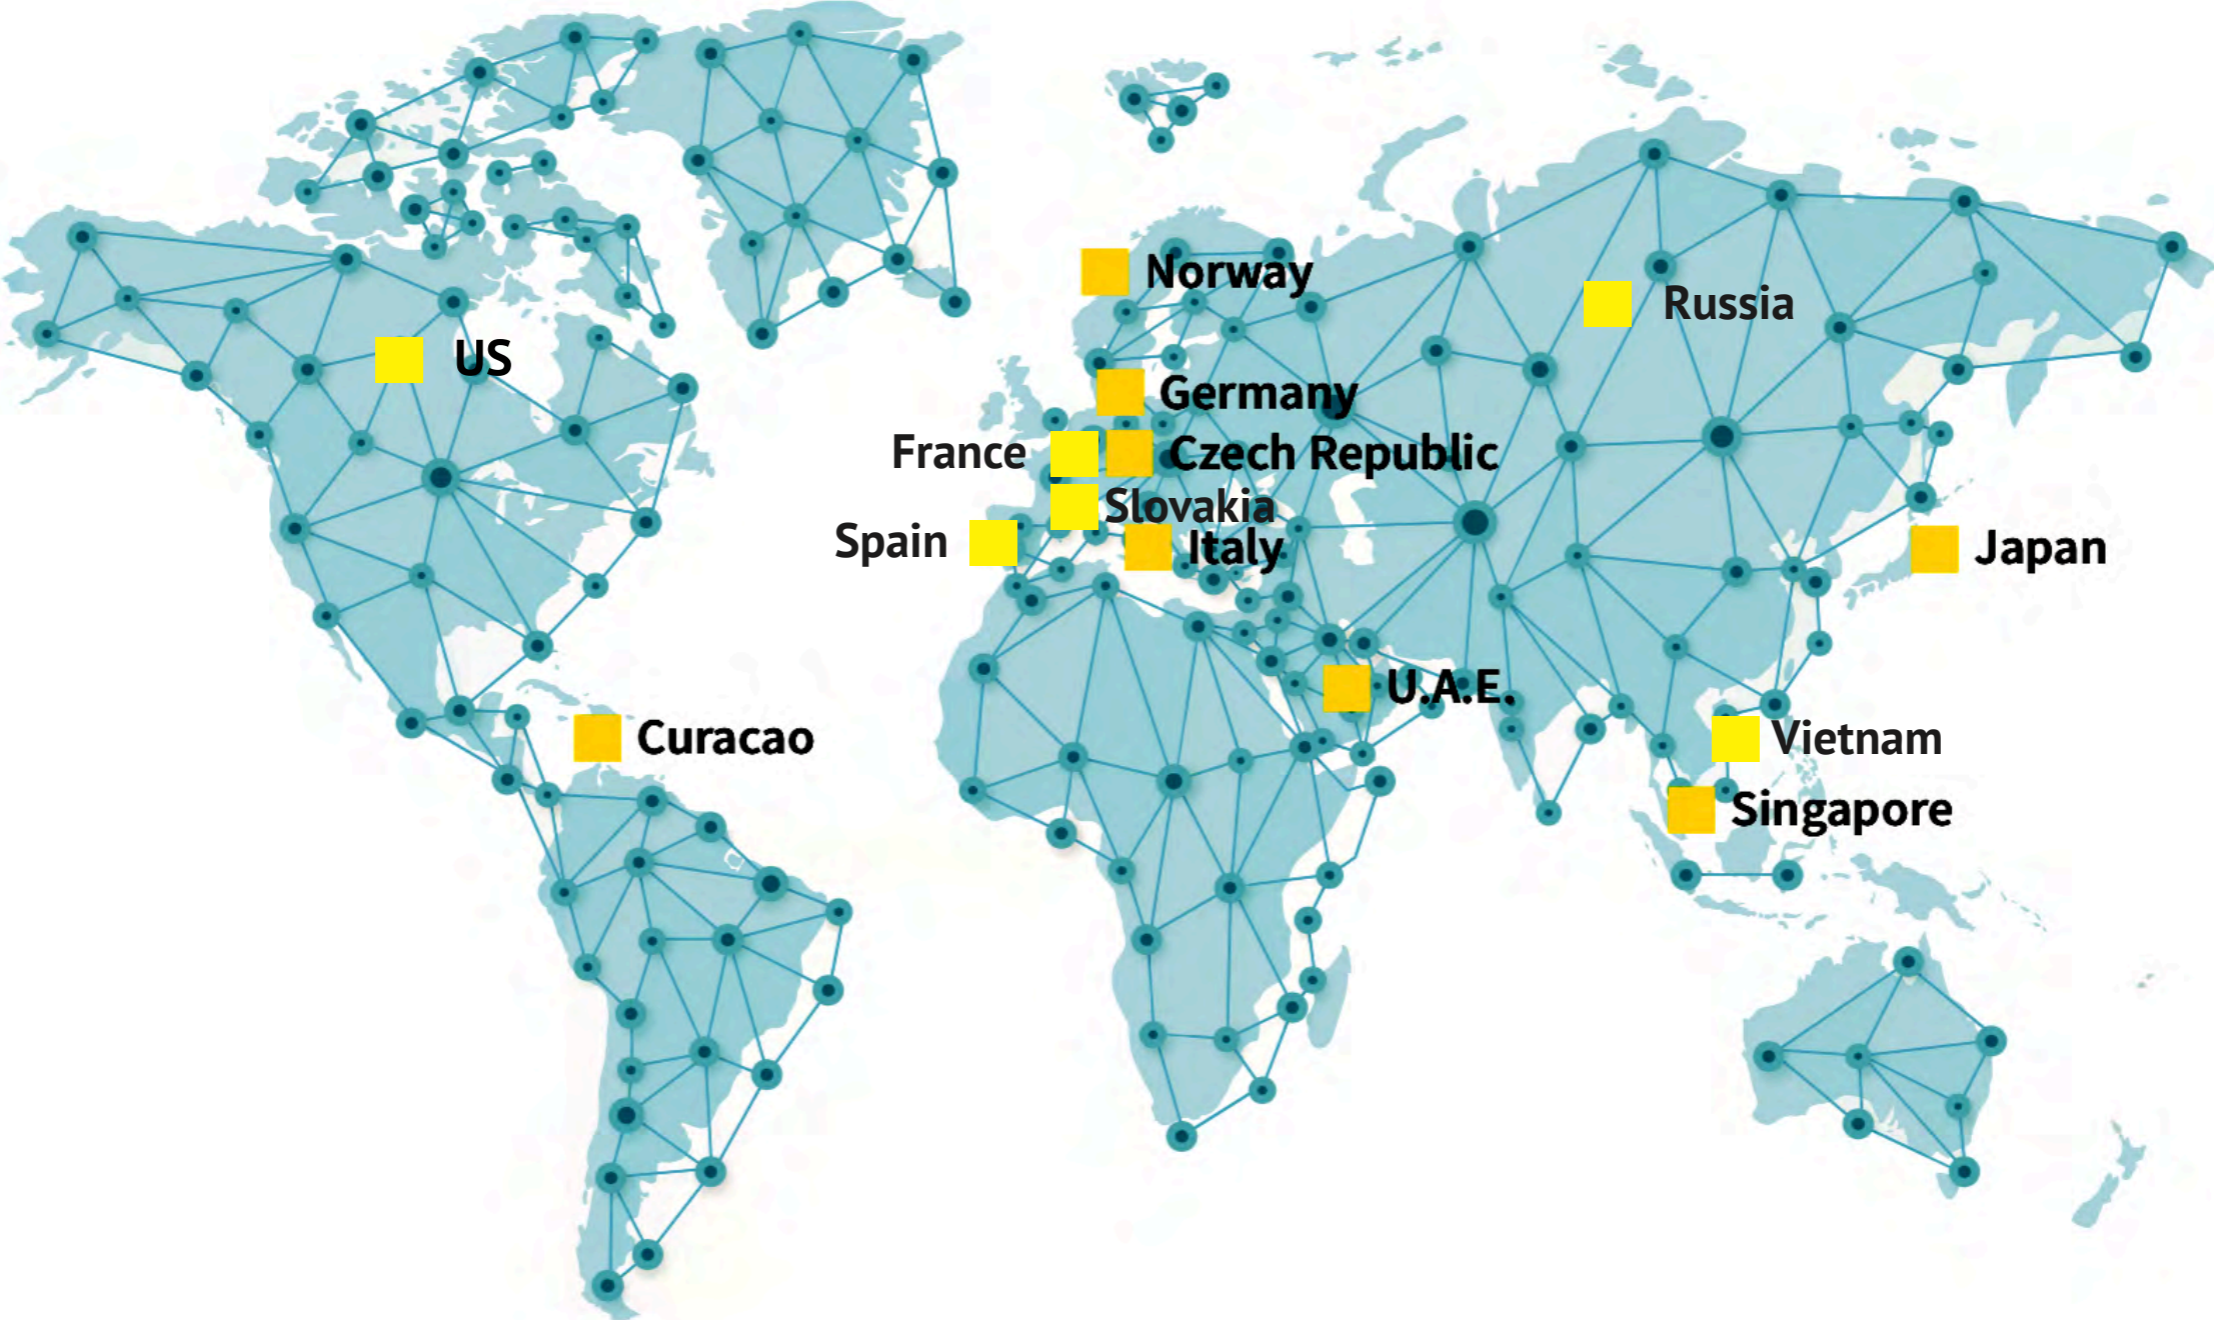 Norway
Russia
US
Germany
France
Czech Republic
Slovakia
Spain
Italy
Japan
U.A.E.
Curacao
Vietnam
Singapore